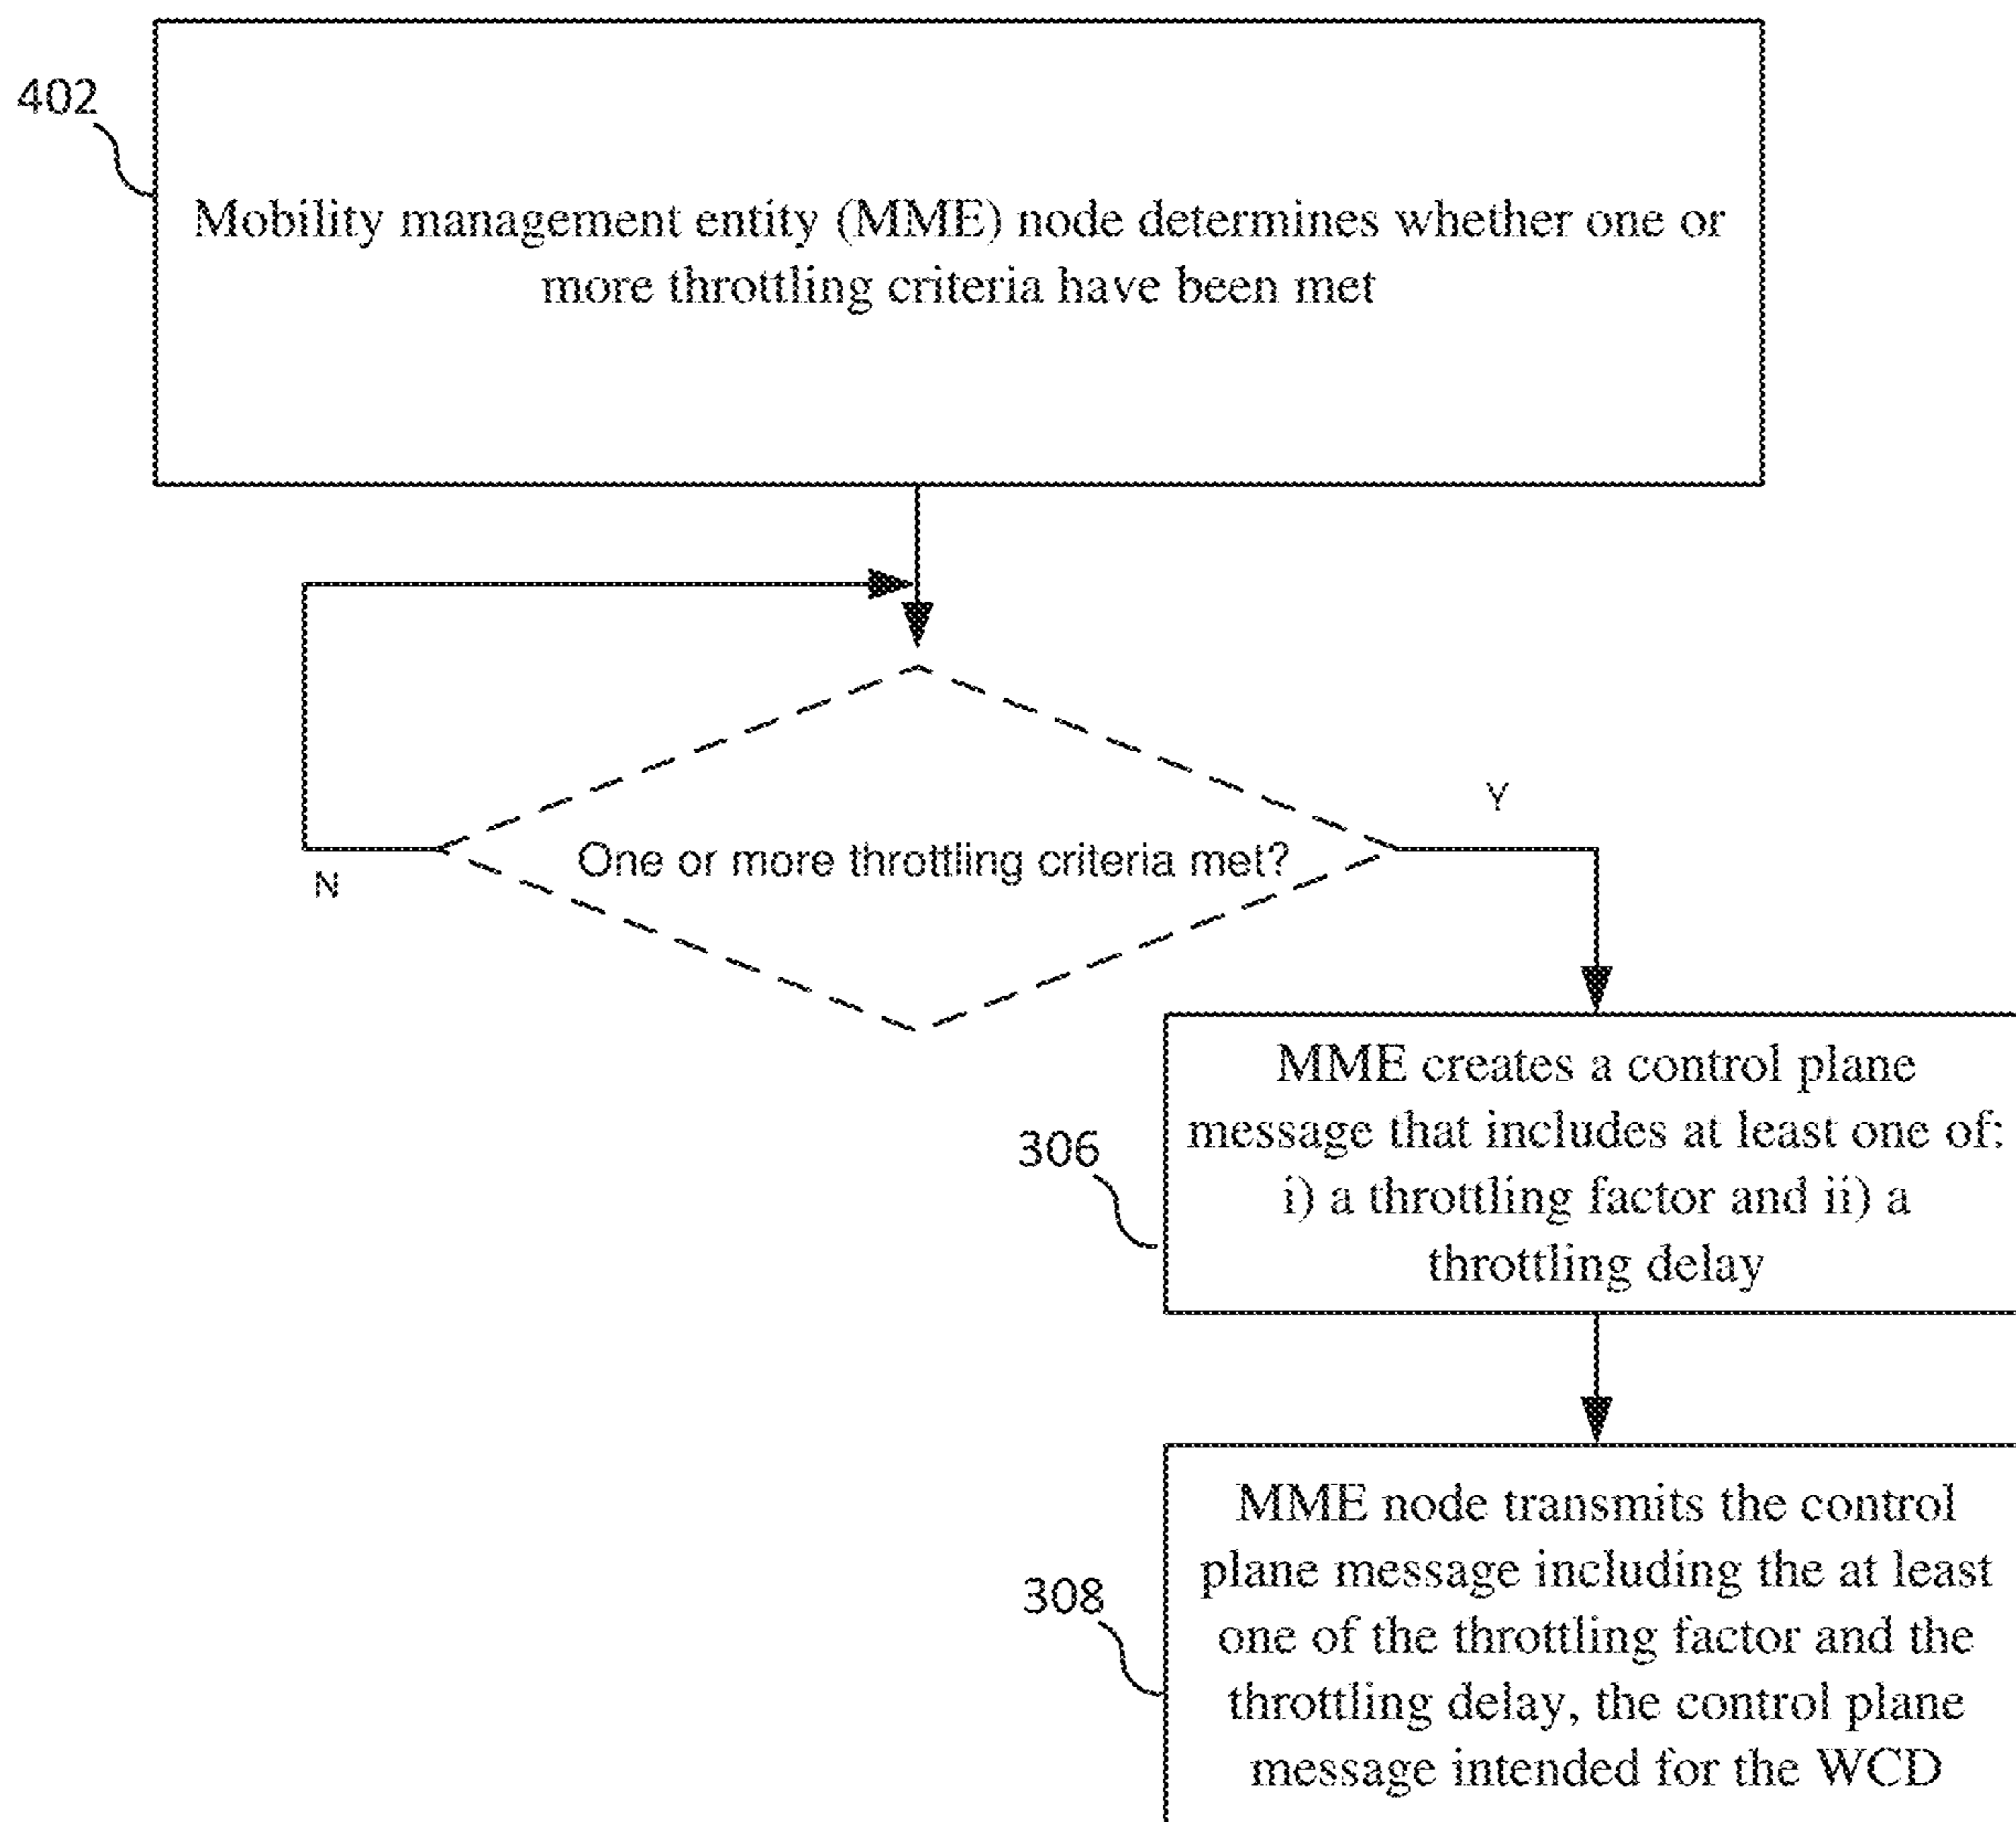 402
Mobility management entity (MME) node determines whether one or
more throttling criteria have been met
One or more throttling criteria met?
Y
N
306
MME creates a control plane
message that includes at least one of:
i) a throttling factor and ii) a
throttling delay
308
MME node transmits the control
plane message including the at least
one of the throttling factor and the
throttling delay, the control plane
message intended for the WCD